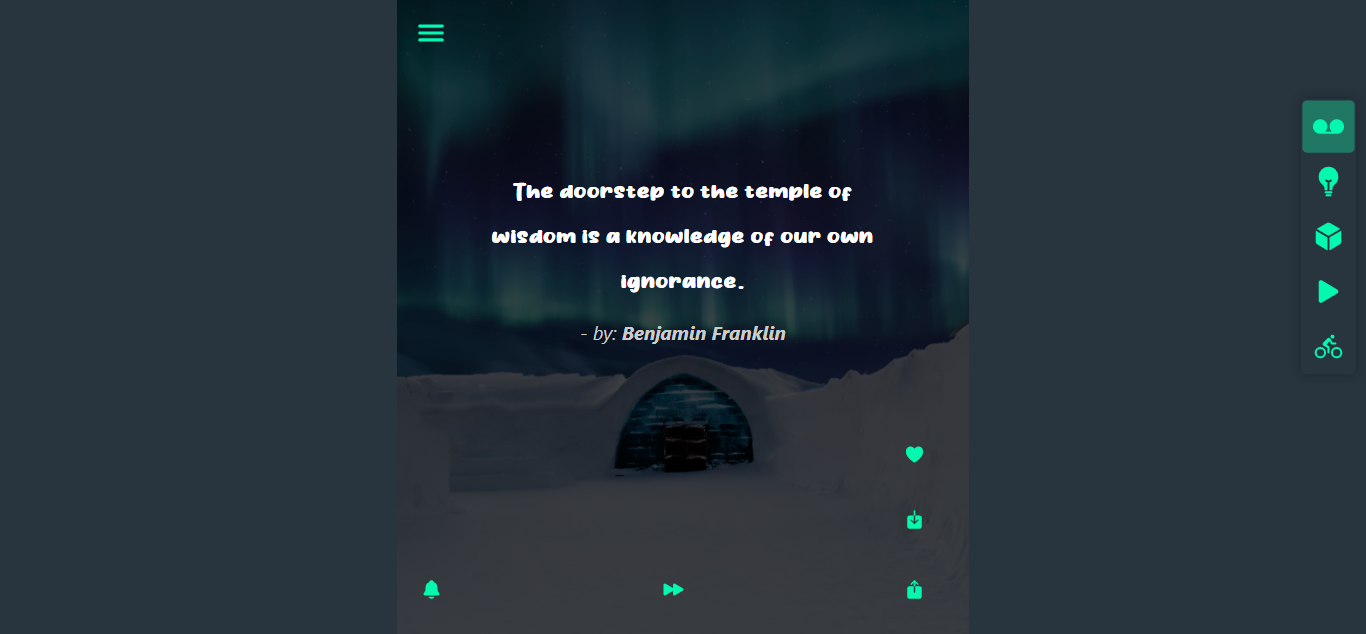 The doorstep to the temple of
wisdom is a knowledge of our own
ignorance.
- by: Benjamin Franklin